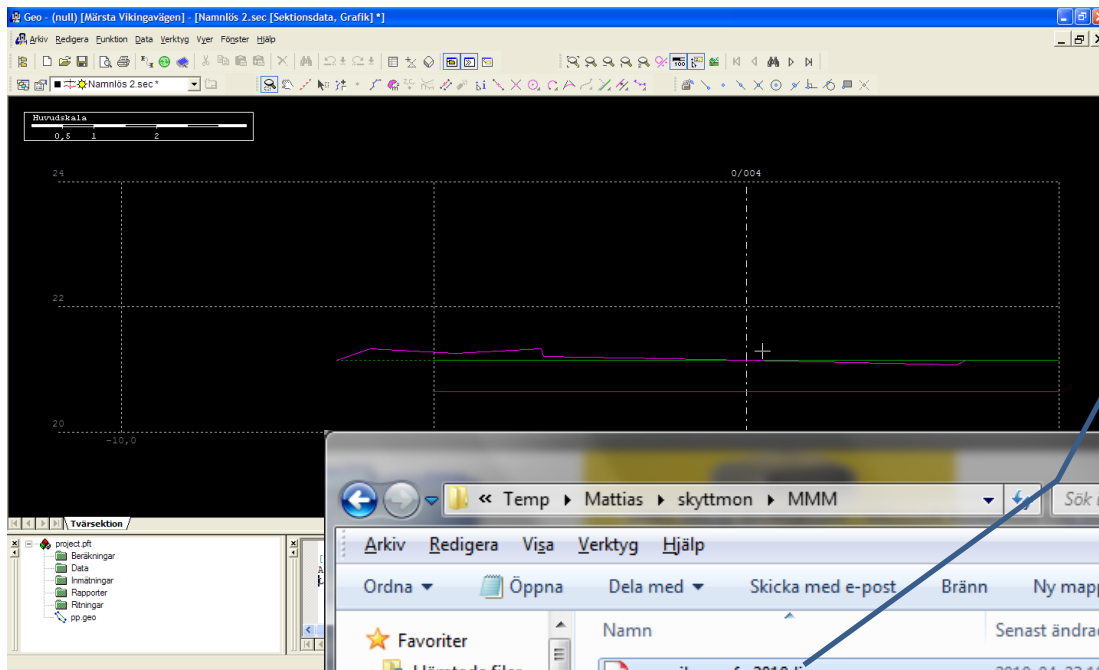 Geo - (null) [Märsta Vikingavägen] - [Namnlös 2.sec [Sektionsdata, Grafik] *]
Arkiv Redigera Funktion Data Verktyg Vyer Fönster Hjälp
Namnlös 2.sec*
Huvudskala
0,5 1 2
24
0/004
22
20
-10,0
Tvärsektion
project.pft
Beräkningar
Data
Inmätningar
Rapporter
Ritningar
pp.geo
« Temp Mattias skyttmon MMM
Sök
Arkiv Redigera Visa Verktyg Hjälp
Ordna Öppna Dela med Skicka med e-post Bränn Ny mapp
Favoriter
Namn
Senast ändrad